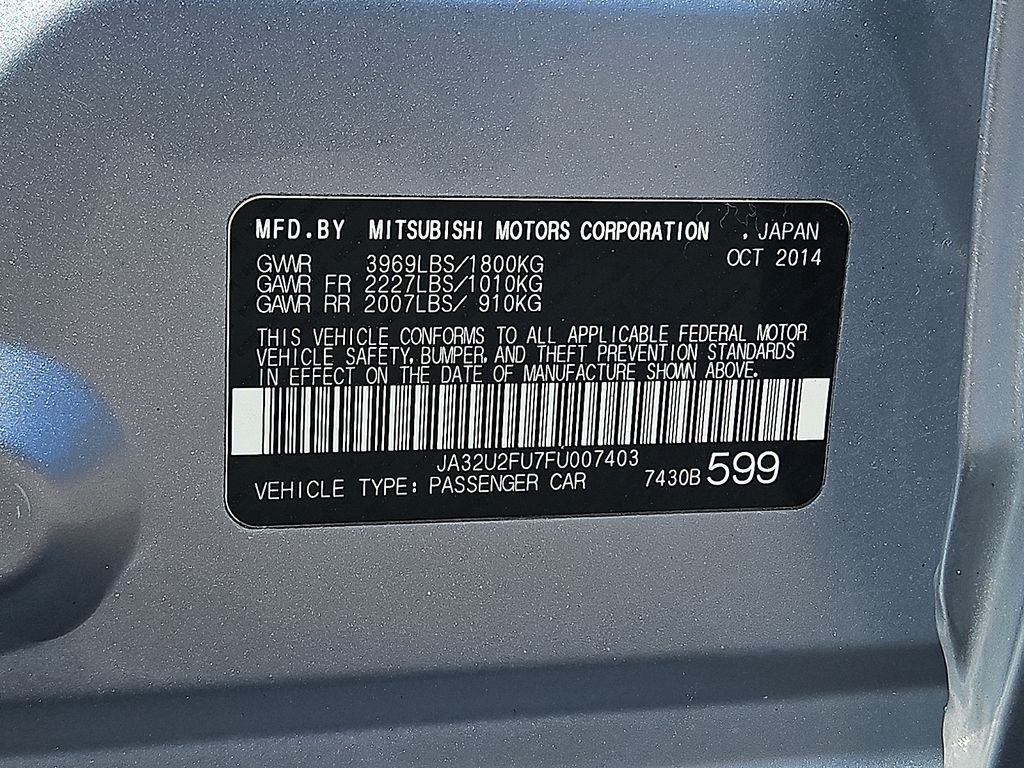 MFD.BY MITSUBISHI MOTORS CORPORATION , JAPAN
OCT 2014
GVWR 3969LBS/1800KG
GAWR FR 2227LBS/1010KG
GAWR RR 2007LBS/ 910KG
THIS VEHICLE CONFORMS TO ALL APPLICABLE FEDERAL MOTOR
VEHICLE SAFETY, BUMPER, AND THEFT PREVENTION STANDARDS
IN EFFECT ON THE DATE OF MANUFACTURE SHOWN ABOVE.
JA32U2FU7FU007403
VEHICLE TYPE: PASSENGER CAR 7430B 599